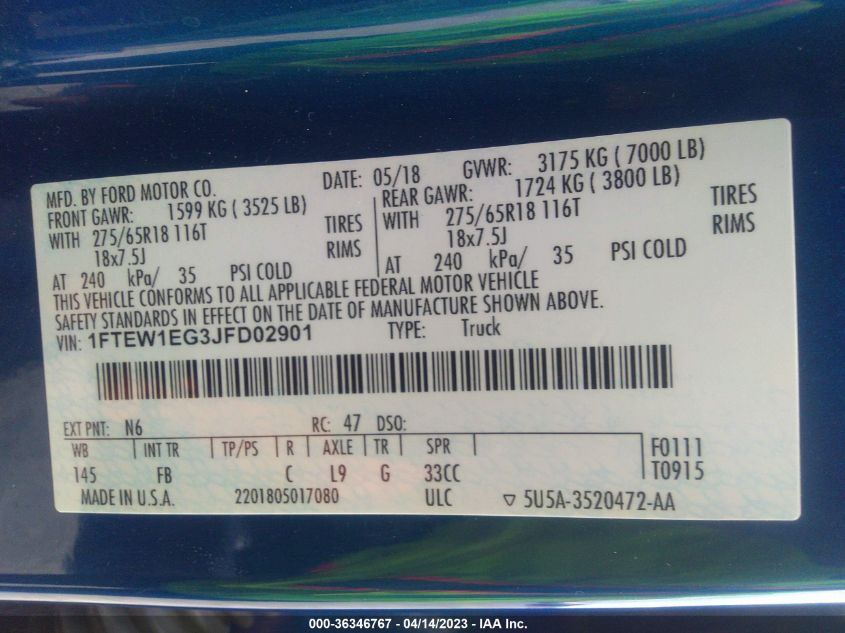 MFD. BY FORD MOTOR CO.
DATE: 05/18 GVWR: 3175 KG ( 7000 LB)
FRONT GAWR: 1599 KG ( 3525 LB)
WITH 275/65R18 116T TIRES
18x7.5J RIMS
AT 240 kPa/ 35 PSI COLD
REAR GAWR: 1724 KG ( 3800 LB)
WITH 275/65R18 116T TIRES
18x7.5J RIMS
AT 240 kPa/ 35 PSI COLD
THIS VEHICLE CONFORMS TO ALL APPLICABLE FEDERAL MOTOR VEHICLE
SAFETY STANDARDS IN EFFECT ON THE DATE OF MANUFACTURE SHOWN ABOVE.
VIN: 1FTEW1EG3JFD02901 TYPE: Truck
EXT PNT: N6 RC: 47 DSO:
WB INT TR TP/PS R AXLE TR SPR F0111
145 FB C L9 G 33CC T0915
MADE IN U.S.A. 2201805017080 ULC ▽ 5U5A-3520472-AA
000-36346767 - 04/14/2023 - IAA Inc.